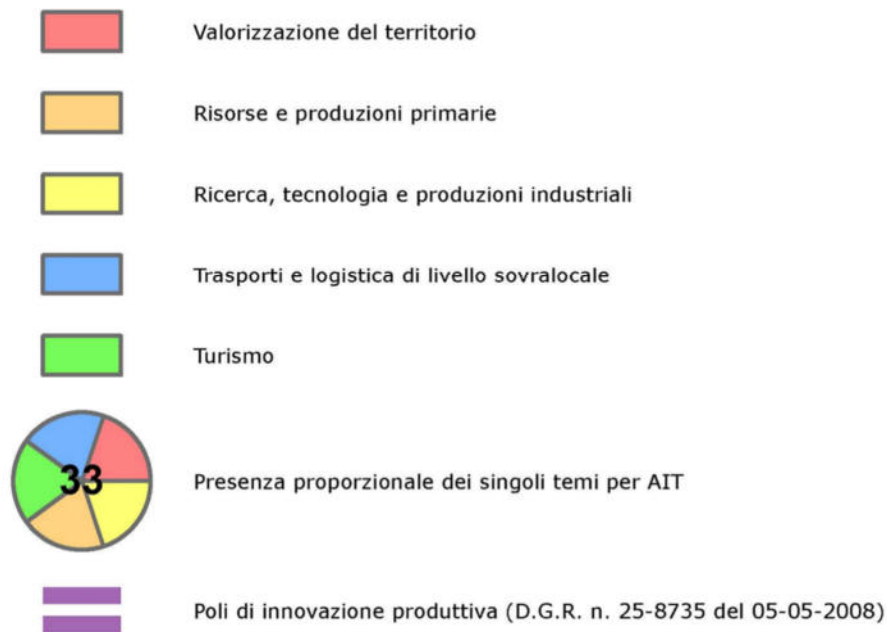 Valorizzazione del territorio
Risorse e produzioni primarie
Ricerca, tecnologia e produzioni industriali
Trasporti e logistica di livello sovralocale
Turismo
33
Presenza proporzionale dei singoli temi per AIT
Poli di innovazione produttiva (D.G.R. n. 25-8735 del 05-05-2008)